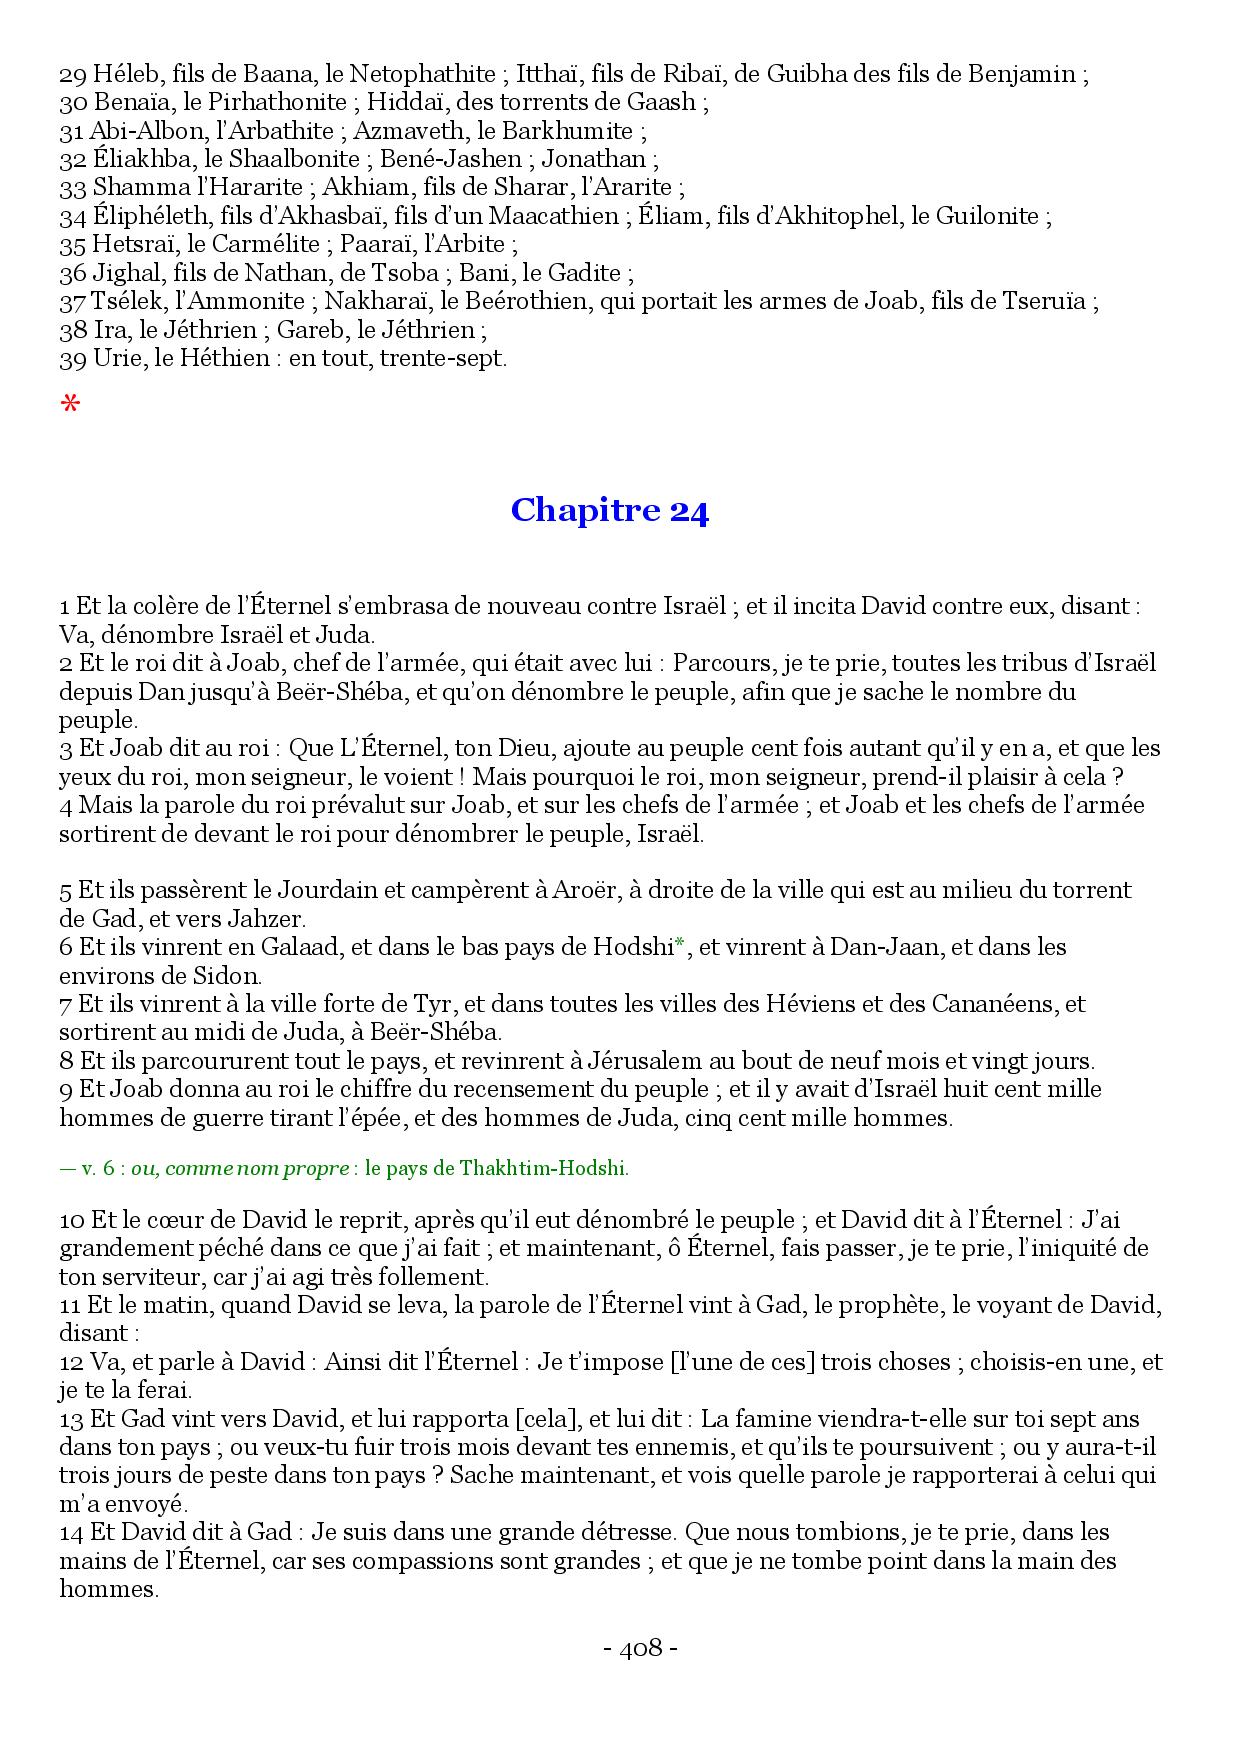 29 Héleb, fils de Baana, le Netophathite ; Itthaï, fils de Ribaï, de Guibha des fils de Benjamin ;
30 Benaïa, le Pirhathonite ; Hiddaï, des torrents de Gaash ;
31 Abi-Albon, l’Arbathite ; Azmaveth, le Barkhumite ;
32 Éliakhba, le Shaalbonite ; Bené-Jashen ; Jonathan ;
33 Shamma l’Hararite ; Akhiam, fils de Sharar, l’Ararite ;
34 Éliphéleth, fils d’Akhasbaï, fils d’un Maacathien ; Éliam, fils d’Akhitophel, le Guilonite ;
35 Hetsraï, le Carmélite ; Paaraï, l’Arbite ;
36 Jighal, fils de Nathan, de Tsoba ; Bani, le Gadite ;
37 Tsélek, l’Ammonite ; Nakharaï, le Beérothien, qui portait les armes de Joab, fils de Tseruïa ;
38 Ira, le Jéthrien ; Gareb, le Jéthrien ;
39 Urie, le Héthien : en tout, trente-sept.
*
Chapitre 24
1 Et la colère de l’Éternel s’embrasa de nouveau contre Israël ; et il incita David contre eux, disant :
Va, dénombre Israël et Juda.
2 Et le roi dit à Joab, chef de l’armée, qui était avec lui : Parcours, je te prie, toutes les tribus d’Israël
depuis Dan jusqu’à Beër-Shéba, et qu’on dénombre le peuple, afin que je sache le nombre du
peuple.
3 Et Joab dit au roi : Que L’Éternel, ton Dieu, ajoute au peuple cent fois autant qu’il y en a, et que les
yeux du roi, mon seigneur, le voient ! Mais pourquoi le roi, mon seigneur, prend-il plaisir à cela ?
4 Mais la parole du roi prévalut sur Joab, et sur les chefs de l’armée ; et Joab et les chefs de l’armée
sortirent de devant le roi pour dénombrer le peuple, Israël.
5 Et ils passèrent le Jourdain et campèrent à Aroër, à droite de la ville qui est au milieu du torrent
de Gad, et vers Jahzer.
6 Et ils vinrent en Galaad, et dans le bas pays de Hodshi*, et vinrent à Dan-Jaan, et dans les
environs de Sidon.
7 Et ils vinrent à la ville forte de Tyr, et dans toutes les villes des Héviens et des Cananéens, et
sortirent au midi de Juda, à Beër-Shéba.
8 Et ils parcoururent tout le pays, et revinrent à Jérusalem au bout de neuf mois et vingt jours.
9 Et Joab donna au roi le chiffre du recensement du peuple ; et il y avait d’Israël huit cent mille
hommes de guerre tirant l’épée, et des hommes de Juda, cinq cent mille hommes.
— v. 6 : ou, comme nom propre : le pays de Thakhtim-Hodshi.
10 Et le cœur de David le reprit, après qu’il eut dénombré le peuple ; et David dit à l’Éternel : J’ai
grandement péché dans ce que j’ai fait ; et maintenant, ô Éternel, fais passer, je te prie, l’iniquité de
ton serviteur, car j’ai agi très follement.
11 Et le matin, quand David se leva, la parole de l’Éternel vint à Gad, le prophète, le voyant de David,
disant :
12 Va, et parle à David : Ainsi dit l’Éternel : Je t’impose [l’une de ces] trois choses ; choisis-en une, et
je te la ferai.
13 Et Gad vint vers David, et lui rapporta [cela], et lui dit : La famine viendra-t-elle sur toi sept ans
dans ton pays ; ou veux-tu fuir trois mois devant tes ennemis, et qu’ils te poursuivent ; ou y aura-t-il
trois jours de peste dans ton pays ? Sache maintenant, et vois quelle parole je rapporterai à celui qui
m’a envoyé.
14 Et David dit à Gad : Je suis dans une grande détresse. Que nous tombions, je te prie, dans les
mains de l’Éternel, car ses compassions sont grandes ; et que je ne tombe point dans la main des
hommes.
- 408 -